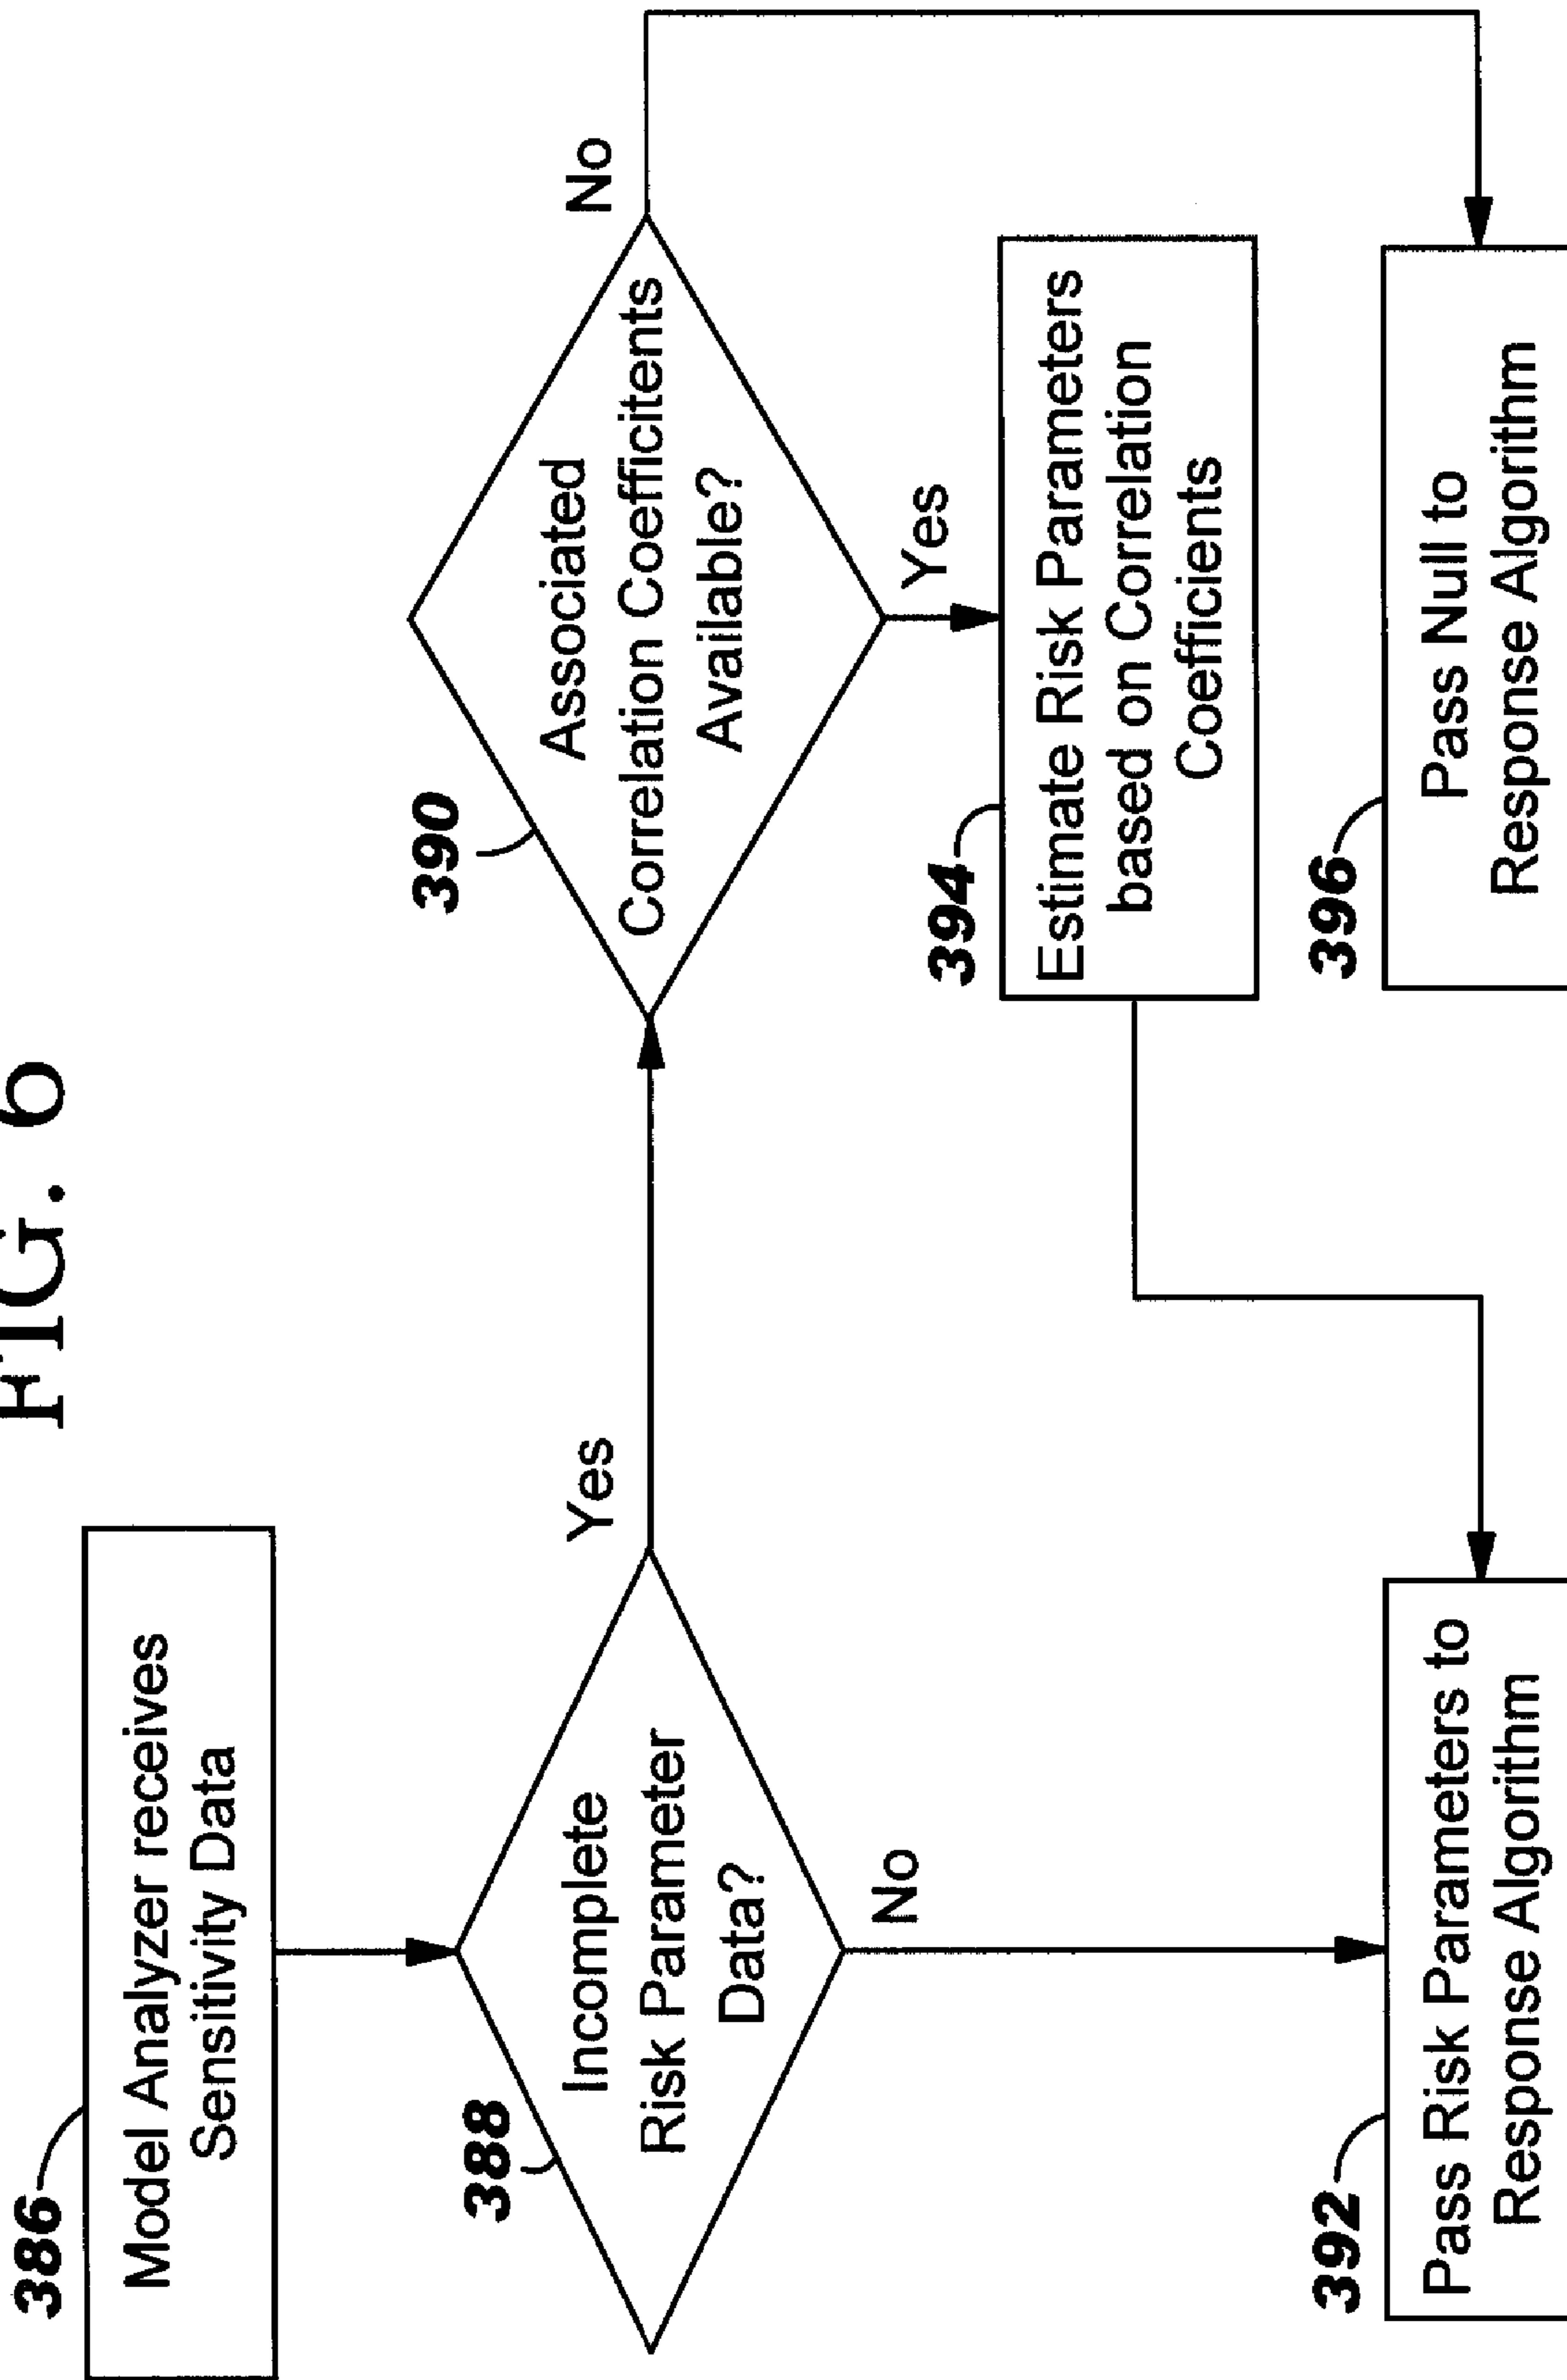 FIG. 6
386
Model Analyzer receives
Sensitivity Data
388
Incomplete
Risk Parameter
Data?
Yes
No
390
Associated
Correlation Coefficitents
Available?
No
Yes
394
Estimate Risk Parameters
based on Correlation
Coefficients
392
Pass Risk Parameters to
Response Algorithm
396
Pass Null to
Response Algorithm